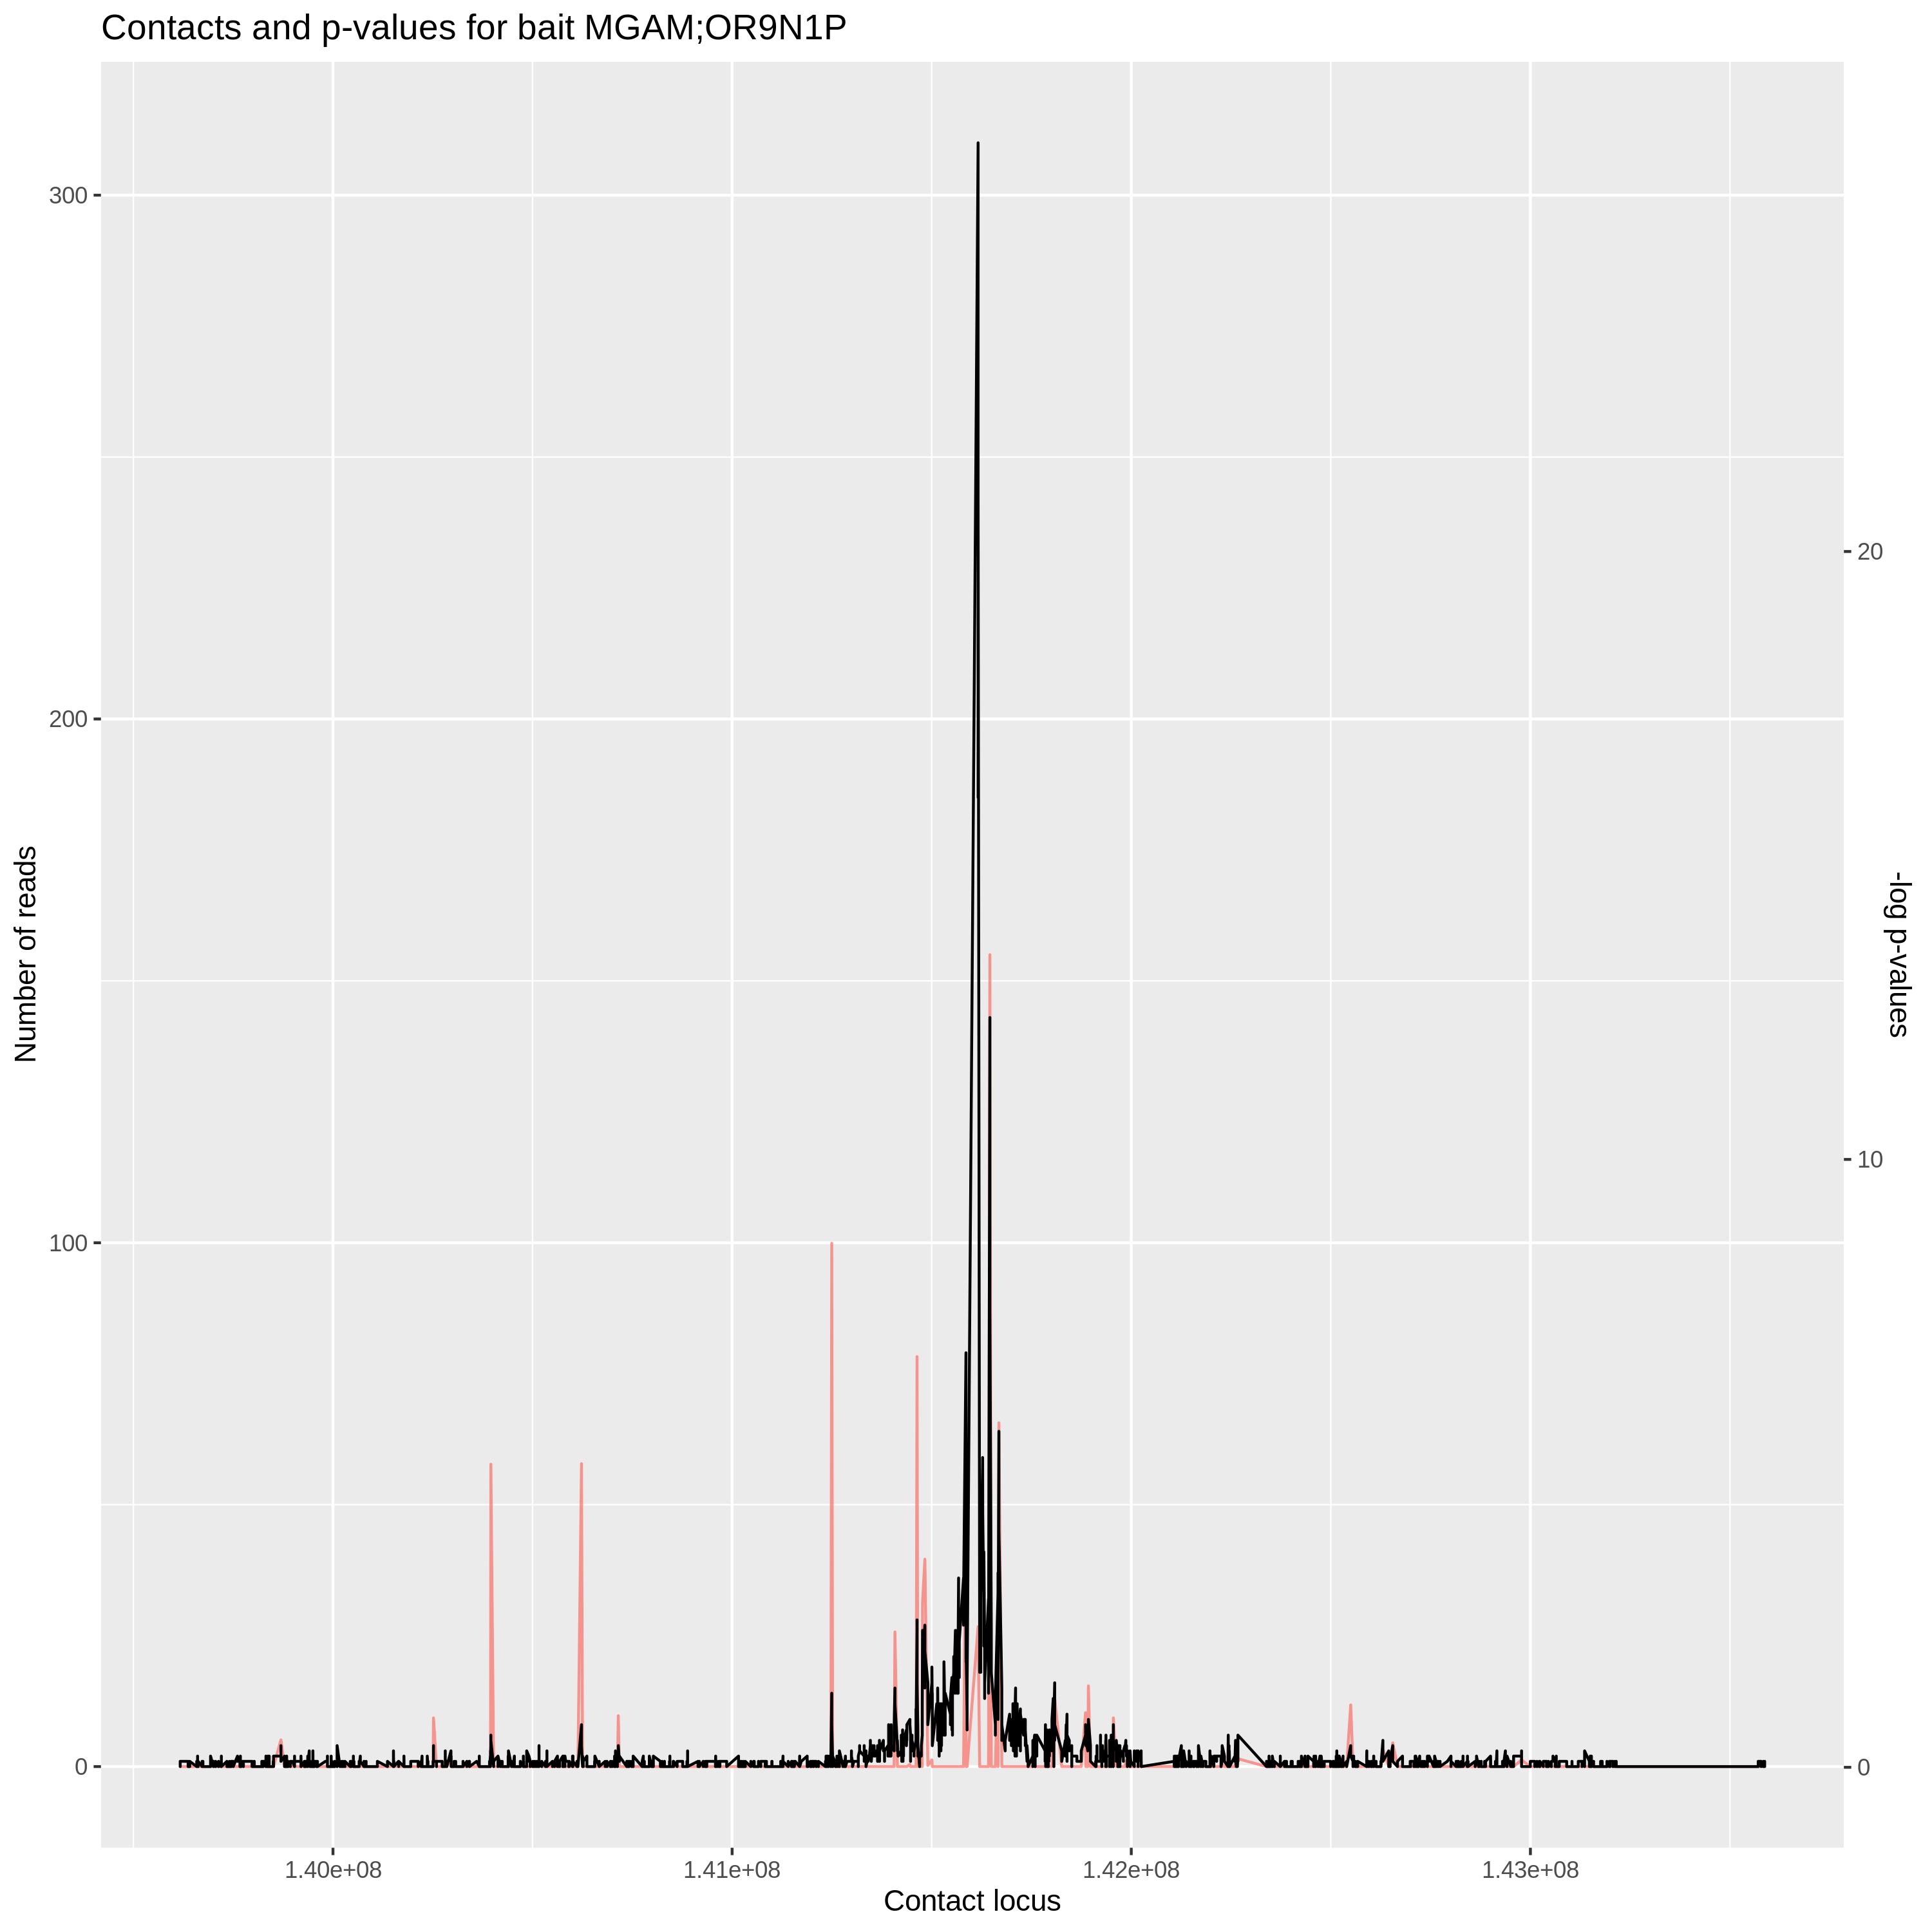 Contacts and p-values for bait MGAM;OR9N1P
300
200
100
0
Number of reads
20
10
0
-log p-values
1.40e+08
1.41e+08
1.42e+08
1.43e+08
Contact locus